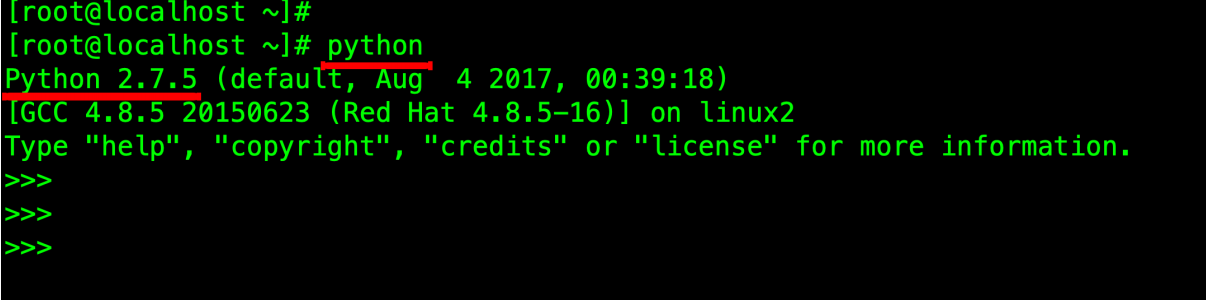 [root@localhost ~]#
[root@localhost ~]# python
Python 2.7.5 (default, Aug  4 2017, 00:39:18)
[GCC 4.8.5 20150623 (Red Hat 4.8.5-16)] on linux2
Type "help", "copyright", "credits" or "license" for more information.
>>>
>>>
>>>